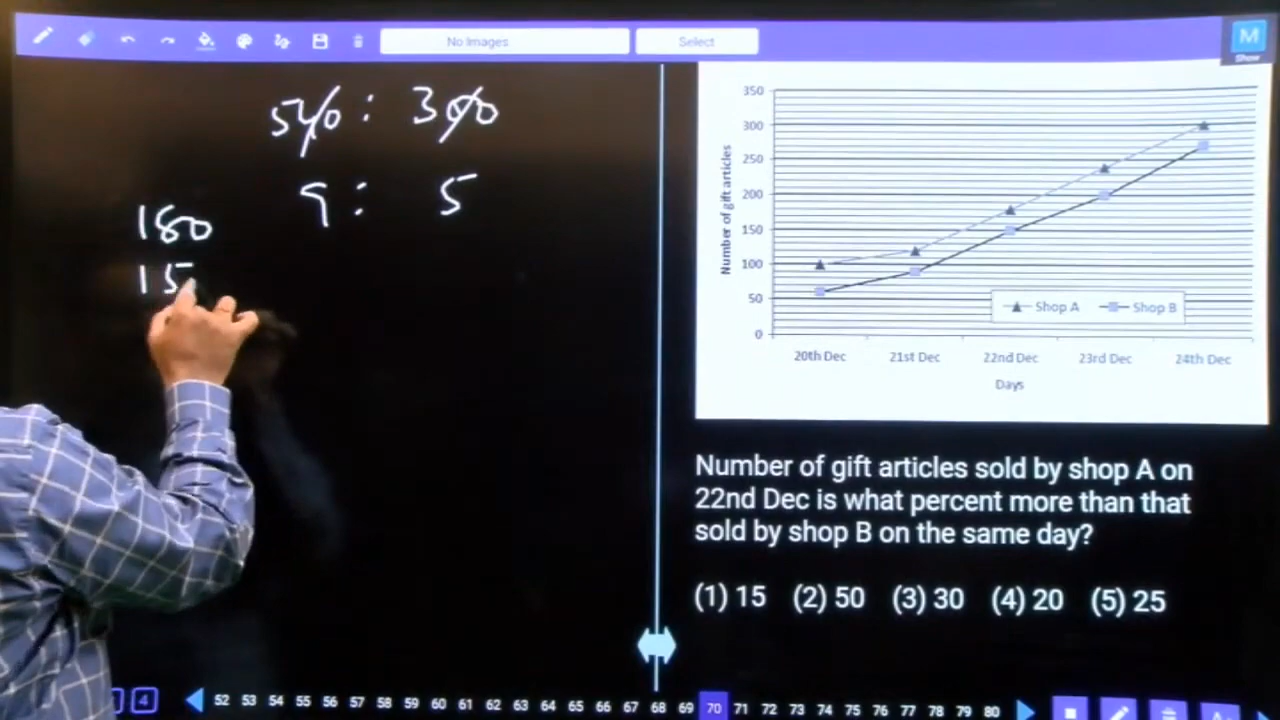 No Images
Select
M
Show
540 : 300
9 : 5
180
15
350
300
250
200
150
100
50
0
Number of gift articles
Shop A
Shop B
20th Dec
21st Dec
22nd Dec
23rd Dec
24th Dec
Days
Number of gift articles sold by shop A on
22nd Dec is what percent more than that
sold by shop B on the same day?
(1) 15 (2) 50 (3) 30 (4) 20 (5) 25
4 52 53 54 55 56 57 58 59 60 61 62 63 64 65 66 67 68 69 70 71 72 73 74 75 76 77 78 79 80